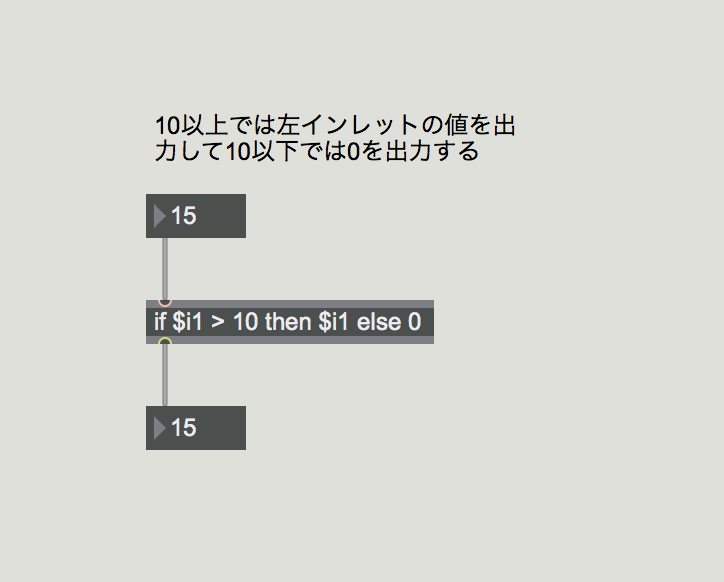 10以上では左インレットの値を出
力して10以下では0を出力する
15
if $i1 > 10 then $i1 else 0
15